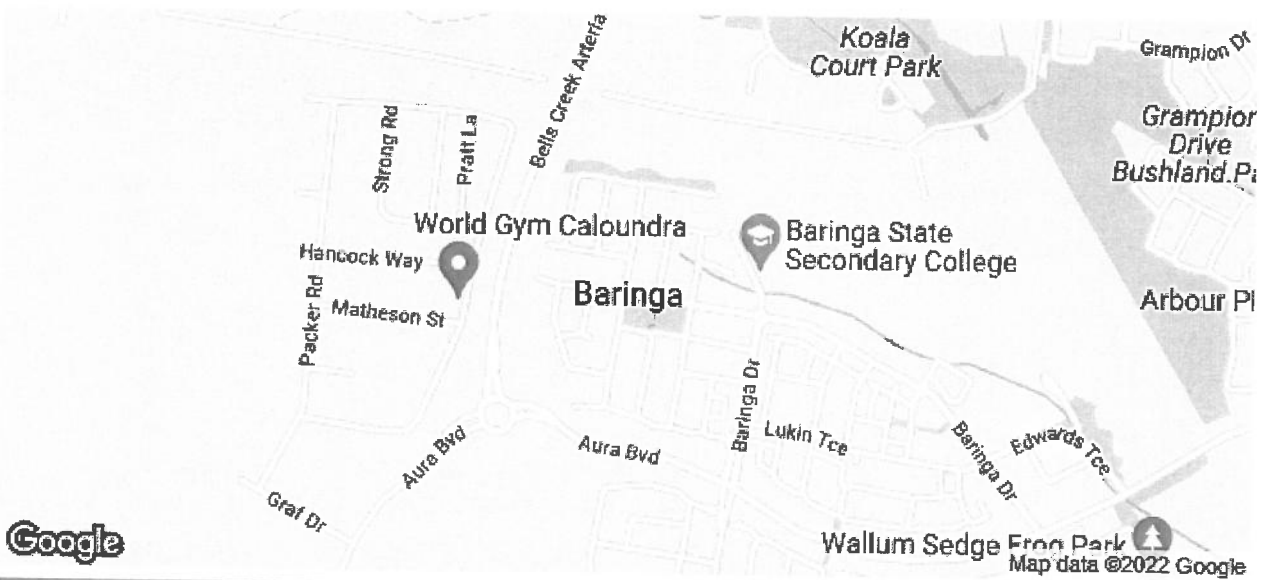 Koala
Court Park
Grampion Dr
Bells Creek Arteria
Grampion
Drive
Bushland Pa
Strong Rd
Pratt La
World Gym Caloundra
Baringa State
Secondary College
Hancock Way
Baringa
Arbour Pl
Matheson St
Packer Rd
Baringa Dr
Lukin Tce
Aura Bvd
Aura Bvd
Baringa Dr
Edwards Tce
Graf Dr
Google
Wallum Sedge Frog Park
Map data ©2022 Google